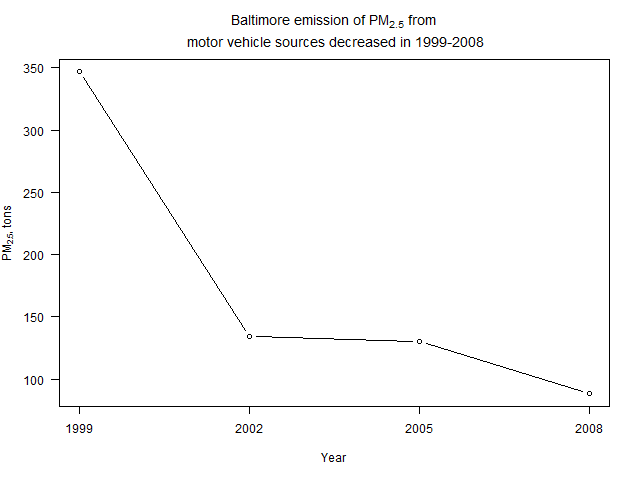 Baltimore emission of PM2.5 from
motor vehicle sources decreased in 1999-2008
350
300
250
200
150
100
PM2.5, tons
1999 2002 2005 2008
Year